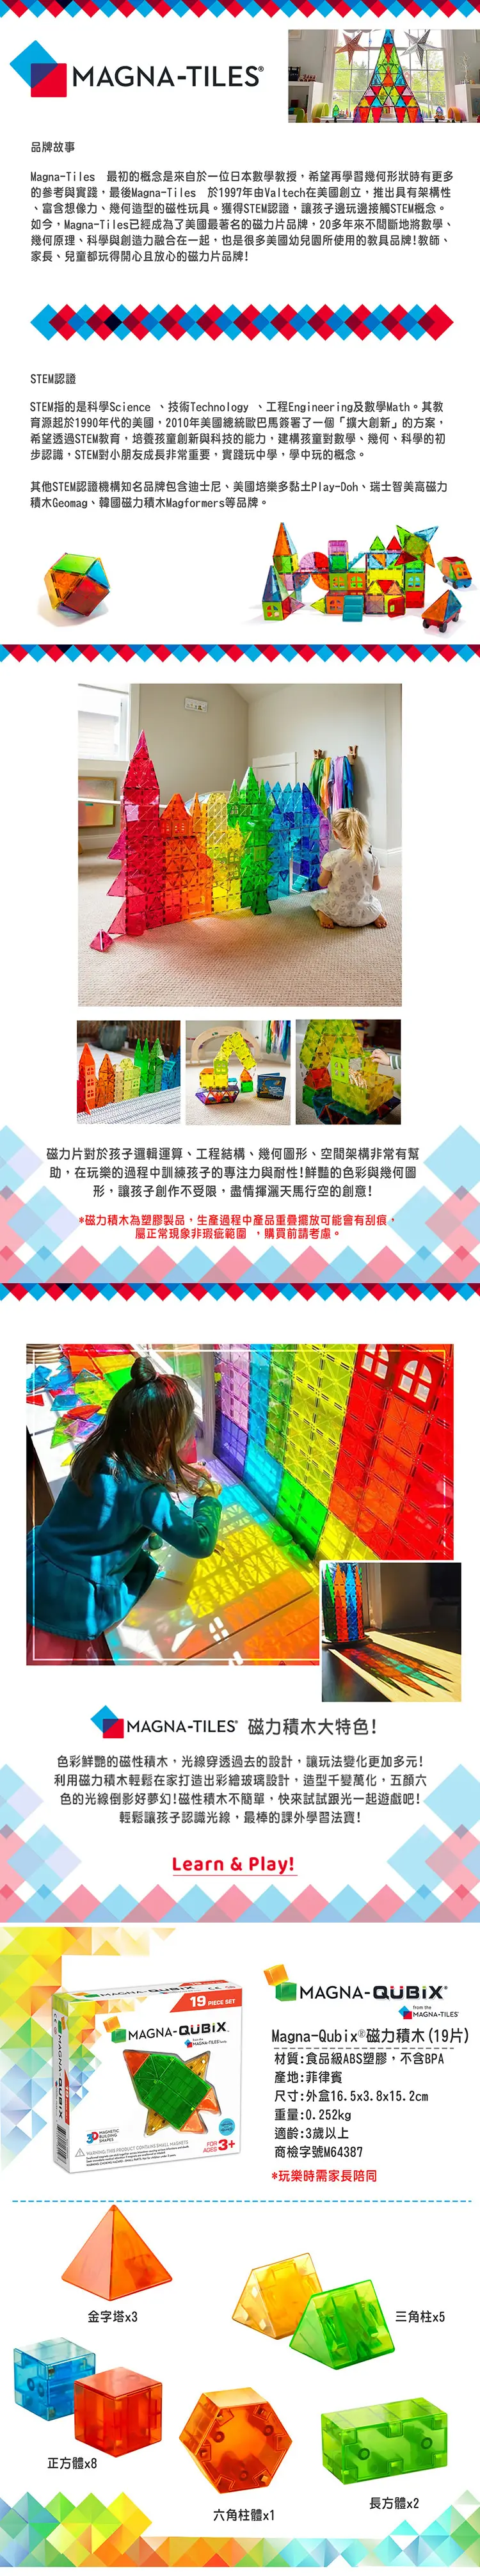 MAGNA-TILES®
品牌故事
Magna-Tiles 最初的概念是來自於一位日本數學教授，希望再學習幾何形狀時有更多
的參考與實踐，最後Magna-Tiles 於1997年由Valtech在美國創立，推出具有架構性
、富含想像力、幾何造型的磁性玩具。獲得STEM認證，讓孩子邊玩邊接觸STEM概念。
如今，Magna-Tiles已經成為了美國最著名的磁力片品牌，20多年來不間斷地將數學、
幾何原理、科學與創造力融合在一起，也是很多美國幼兒園所使用的教具品牌!教師、
家長、兒童都玩得開心且放心的磁力片品牌!
STEM認證
STEM指的是科學Science 、技術Technology 、工程Engineering及數學Math。其教
育源起於1990年代的美國，2010年美國總統歐巴馬簽署了一個「擴大創新」的方案，
希望透過STEM教育，培養孩童創新與科技的能力，建構孩童對數學、幾何、科學的初
步認識，STEM對小朋友成長非常重要，實踐玩中學，學中玩的概念。
其他STEM認證機構知名品牌包含迪士尼、美國培樂多黏土Play-Doh、瑞士智美高磁力
積木Geomag、韓國磁力積木Magformers等品牌。
磁力片對於孩子邏輯運算、工程結構、幾何圖形、空間架構非常有幫
助，在玩樂的過程中訓練孩子的專注力與耐性!鮮豔的色彩與幾何圖
形，讓孩子創作不受限，盡情揮灑天馬行空的創意!
*磁力積木為塑膠製品，生產過程中產品重疊擺放可能會有刮痕，
屬正常現象非瑕疵範圍 ，購買前請考慮。
MAGNA-TILES® 磁力積木大特色!
色彩鮮艷的磁性積木，光線穿透過去的設計，讓玩法變化更加多元!
利用磁力積木輕鬆在家打造出彩繪玻璃設計，造型千變萬化，五顏六
色的光線倒影好夢幻!磁性積木不簡單，快來試試跟光一起遊戲吧!
輕鬆讓孩子認識光線，最棒的課外學習法寶!
Learn & Play!
MAGNA-QUBIX
19 PIECE SET
MAGNA-QUBIX
from the
MAGNA-TILES
MAGNA-QUBIX
3D MAGNETIC BUILDING SHAPES
WARNING: THIS PRODUCT CONTAINS SMALL MAGNETS.
FOR AGES 3+
MAGNA-QUBIX®
from the
MAGNA-TILES®
Magna-Qubix®磁力積木(19片)
材質:食品級ABS塑膠，不含BPA
產地:菲律賓
尺寸:外盒16.5x3.8x15.2cm
重量:0.252kg
適齡:3歲以上
商檢字號M64387
*玩樂時需家長陪同
金字塔x3
三角柱x5
正方體x8
六角柱體x1
長方體x2